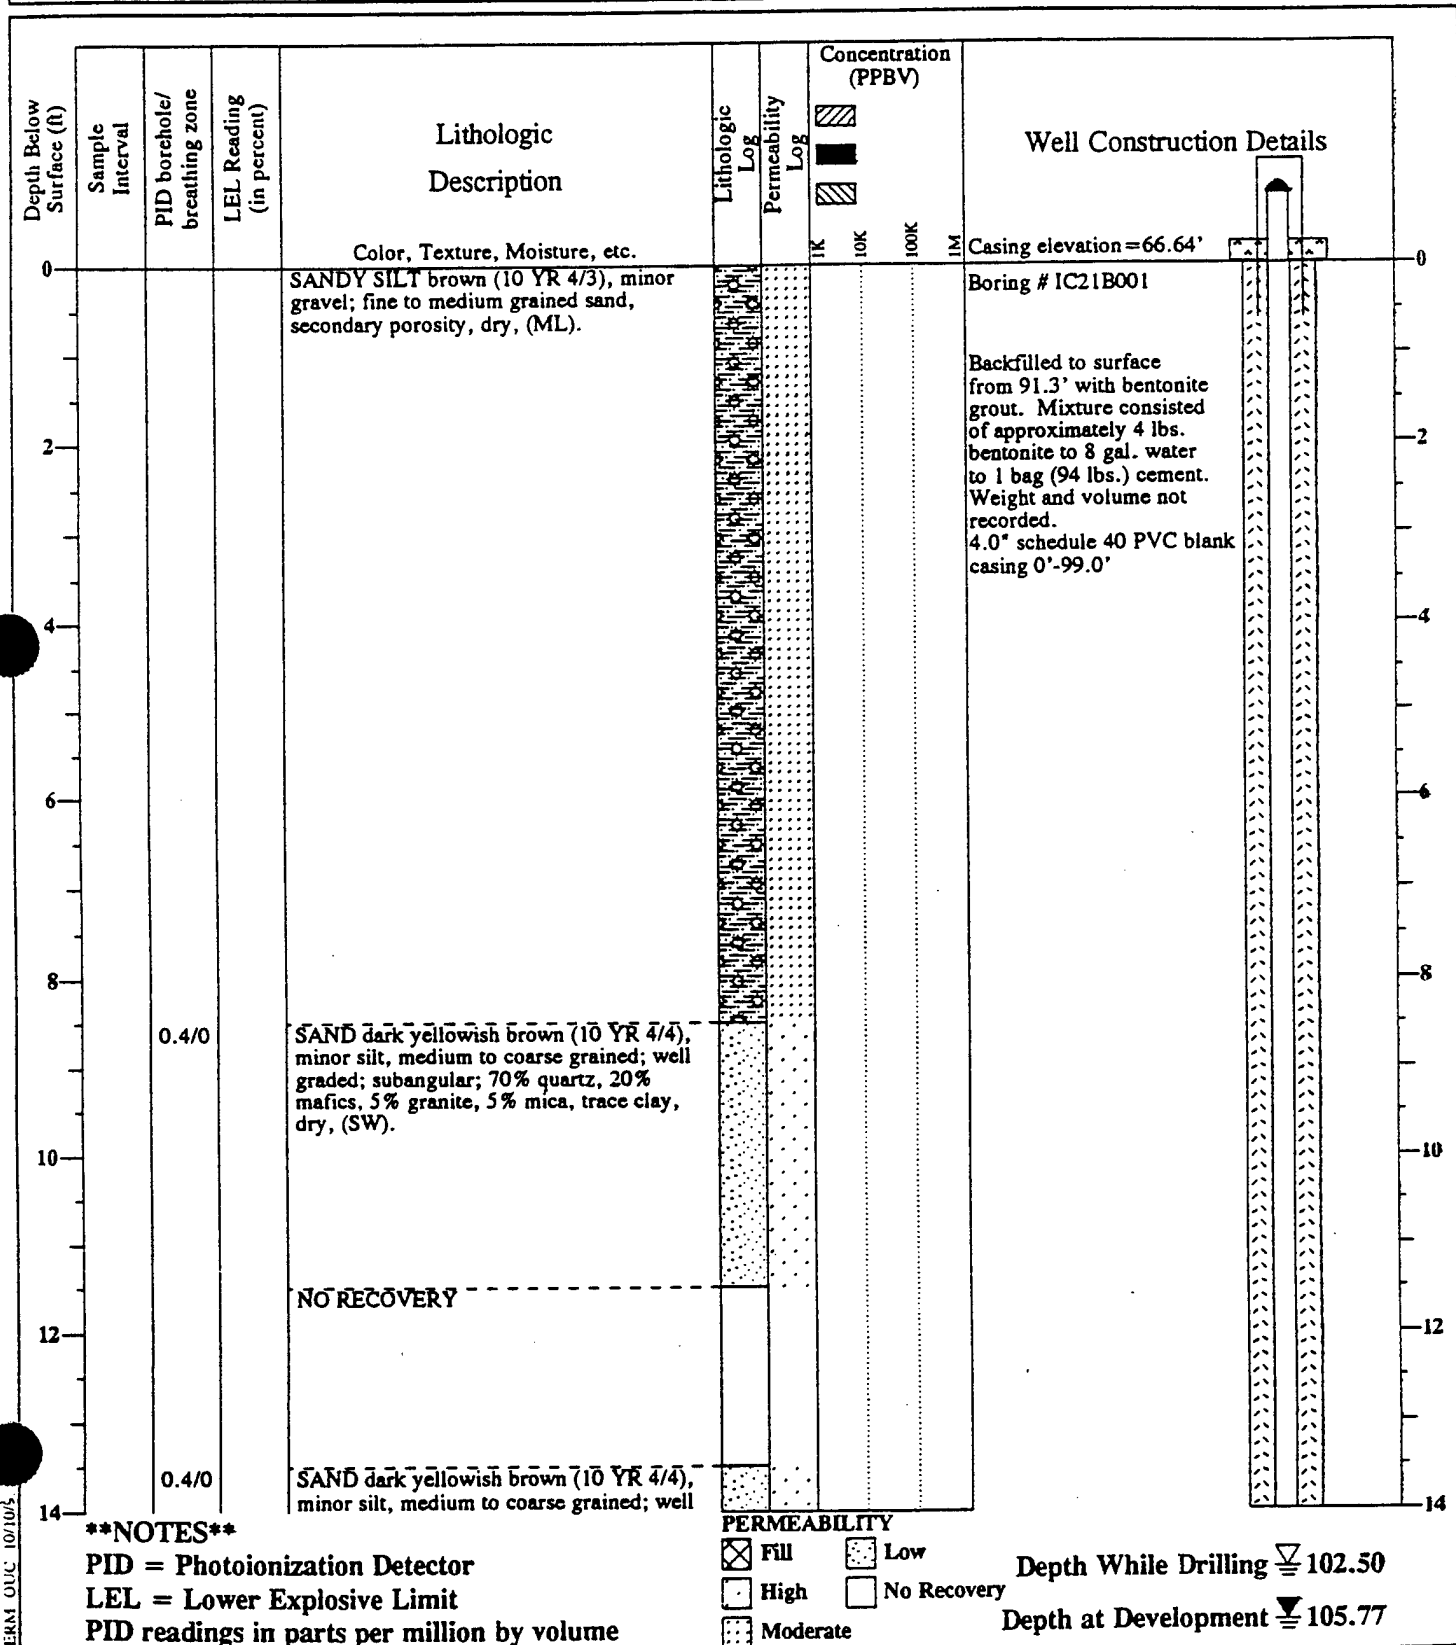 Depth Below
Surface (ft)
Sample
Interval
PID borehole/
breathing zone
LEL Reading
(in percent)
Lithologic
Description
Color, Texture, Moisture, etc.
Lithologic
Log
Permeability
Log
Concentration
(PPBV)
1K
10K
100K
1M
Well Construction Details
Casing elevation=66.64'
0
0
SANDY SILT brown (10 YR 4/3), minor
gravel; fine to medium grained sand,
secondary porosity, dry, (ML).
Boring # IC21B001
Backfilled to surface
from 91.3' with bentonite
grout. Mixture consisted
of approximately 4 lbs.
bentonite to 8 gal. water
to 1 bag (94 lbs.) cement.
Weight and volume not
recorded.
4.0" schedule 40 PVC blank
casing 0'-99.0'
2
2
4
4
6
6
8
8
0.4/0
SAND dark yellowish brown (10 YR 4/4),
minor silt, medium to coarse grained; well
graded; subangular; 70% quartz, 20%
mafics, 5% granite, 5% mica, trace clay,
dry, (SW).
10
10
NO RECOVERY
12
12
0.4/0
SAND dark yellowish brown (10 YR 4/4),
minor silt, medium to coarse grained; well
14
14
**NOTES**
PID = Photoionization Detector
LEL = Lower Explosive Limit
PID readings in parts per million by volume
PERMEABILITY
Fill
Low
High
No Recovery
Moderate
Depth While Drilling 102.50
Depth at Development 105.77